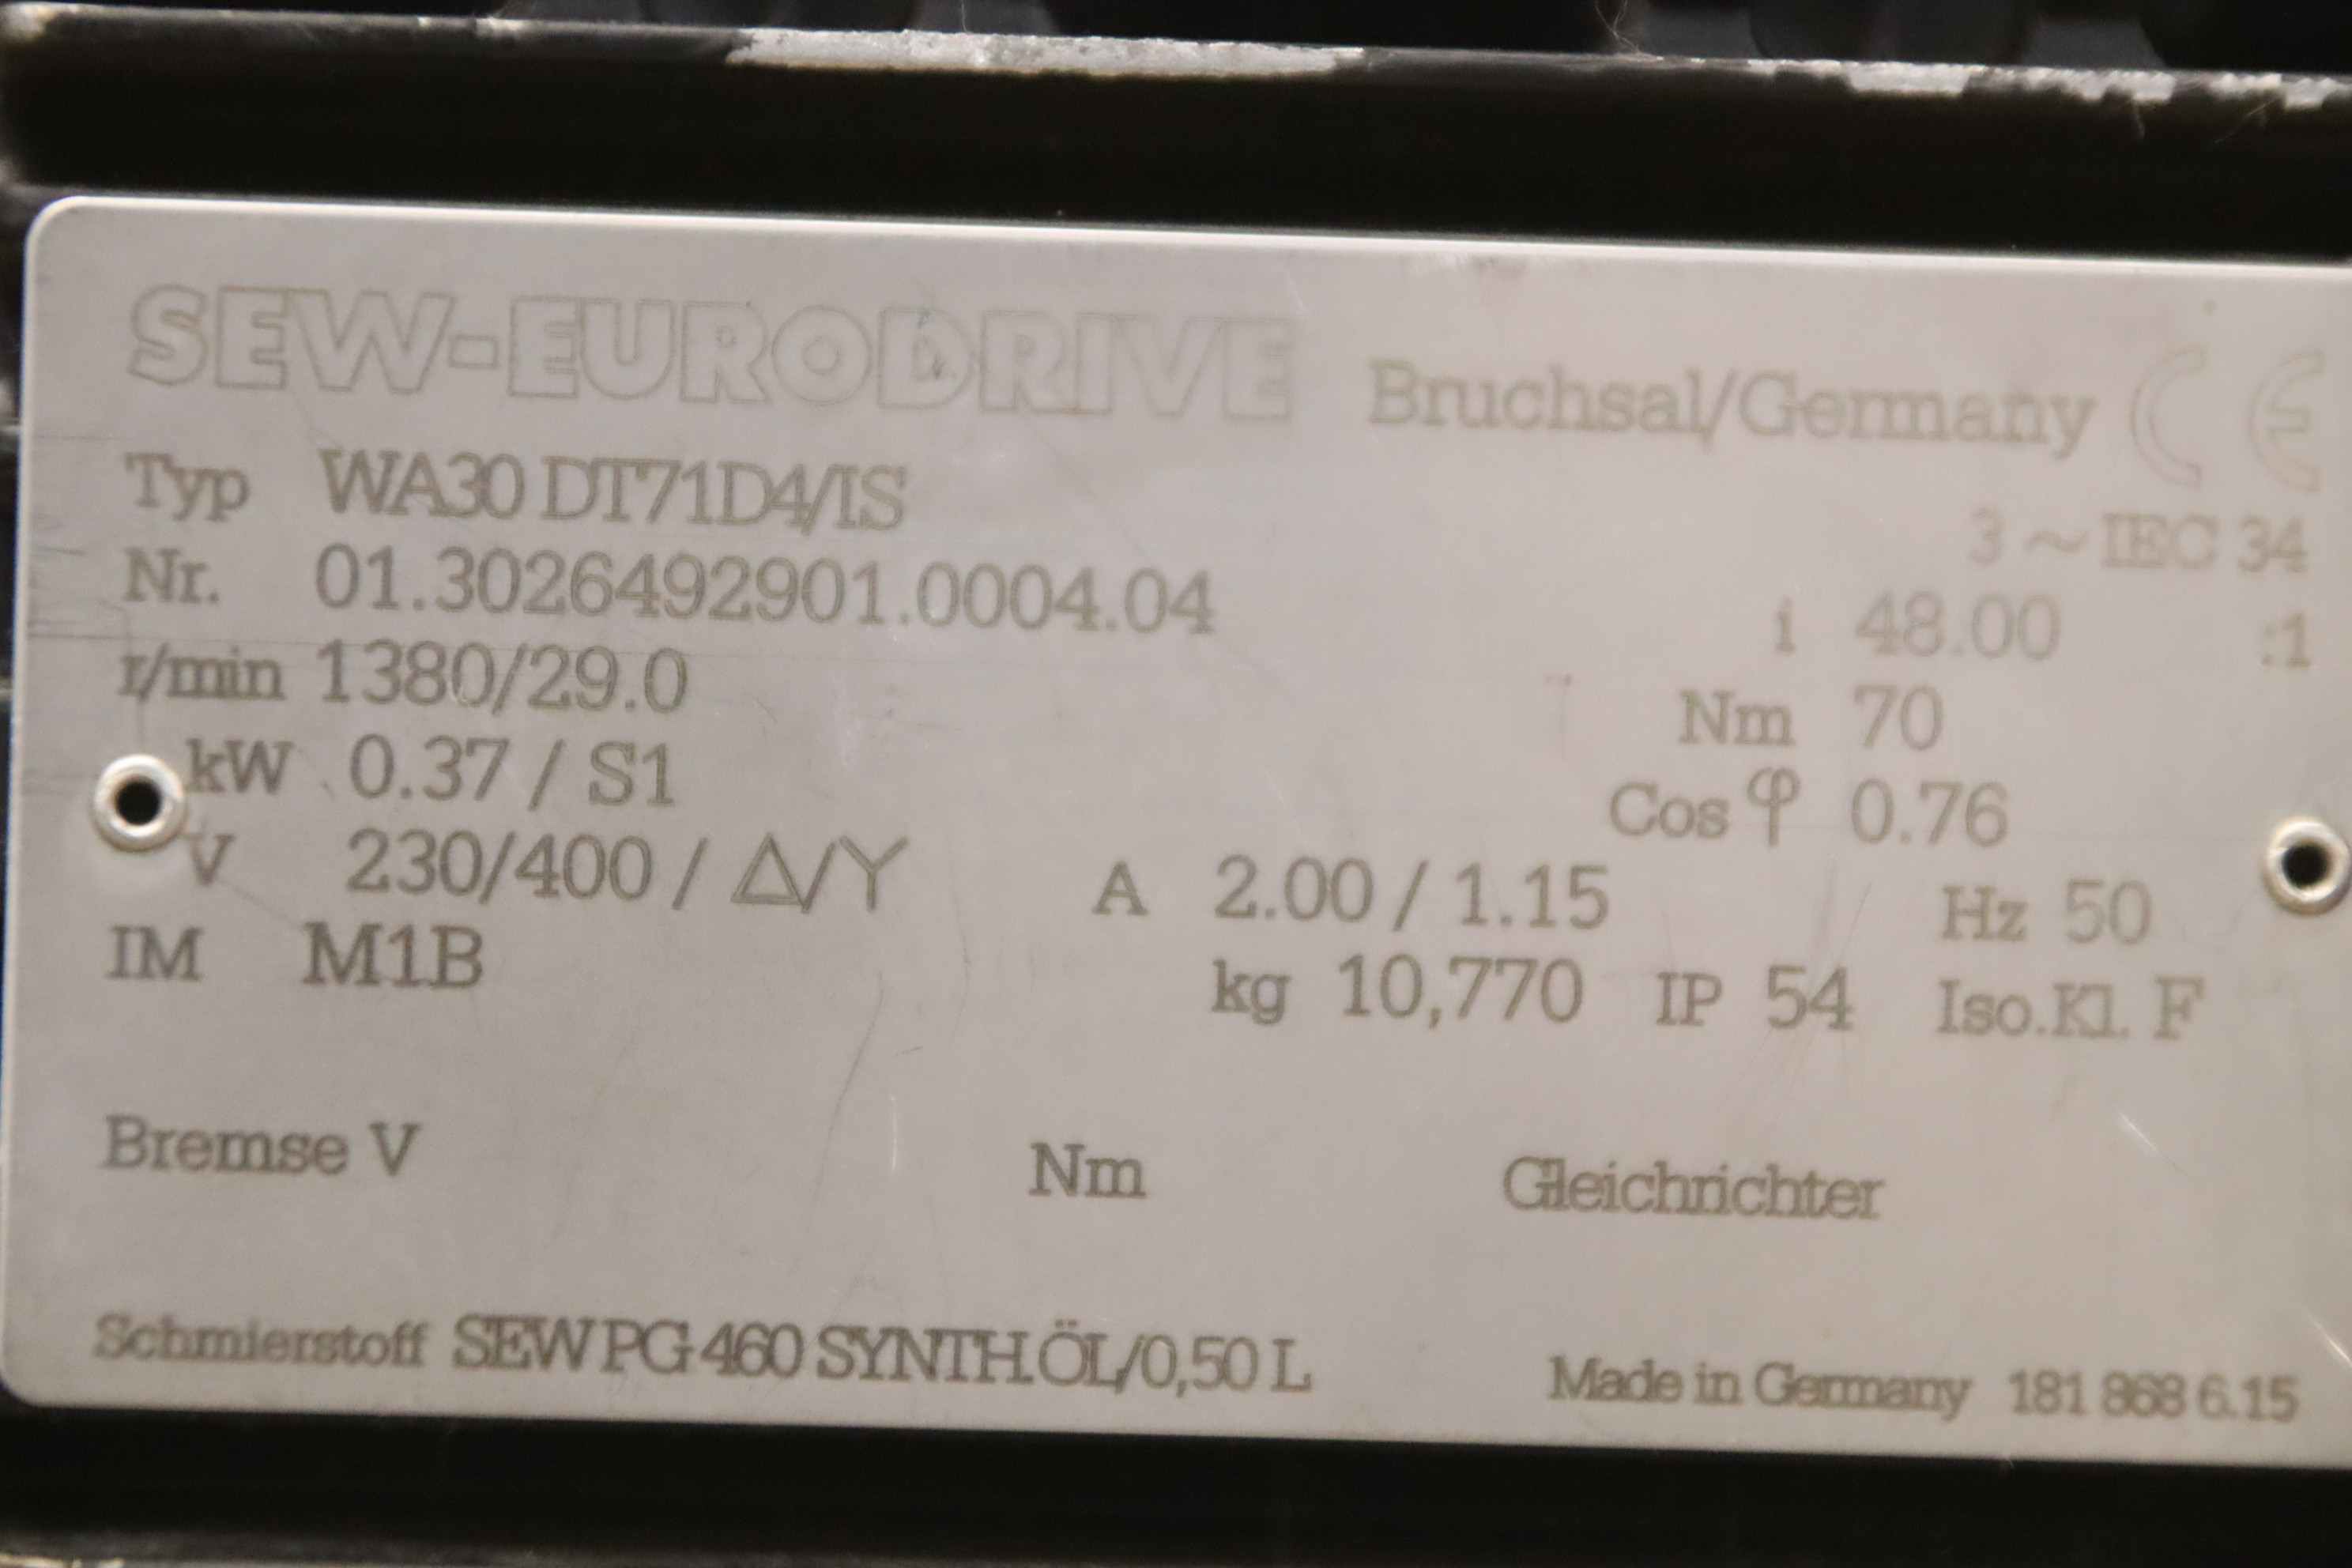 SEW-EURODRIVE Bruchsal/Germany CE
Typ WA30 DT71D4/IS 3 ~ IEC 34
Nr. 01.3026492901.0004.04 i 48.00 :1
r/min 1380/29.0 Nm 70
kW 0.37 / S1 Cos φ 0.76
V 230/400 / Δ/Y A 2.00 / 1.15 Hz 50
IM M1B kg 10,770 IP 54 Iso.Kl. F
Bremse V Nm Gleichrichter
Schmierstoff SEW PG 460 SYNTH.ÖL/0,50 L Made in Germany 181 868 6.15